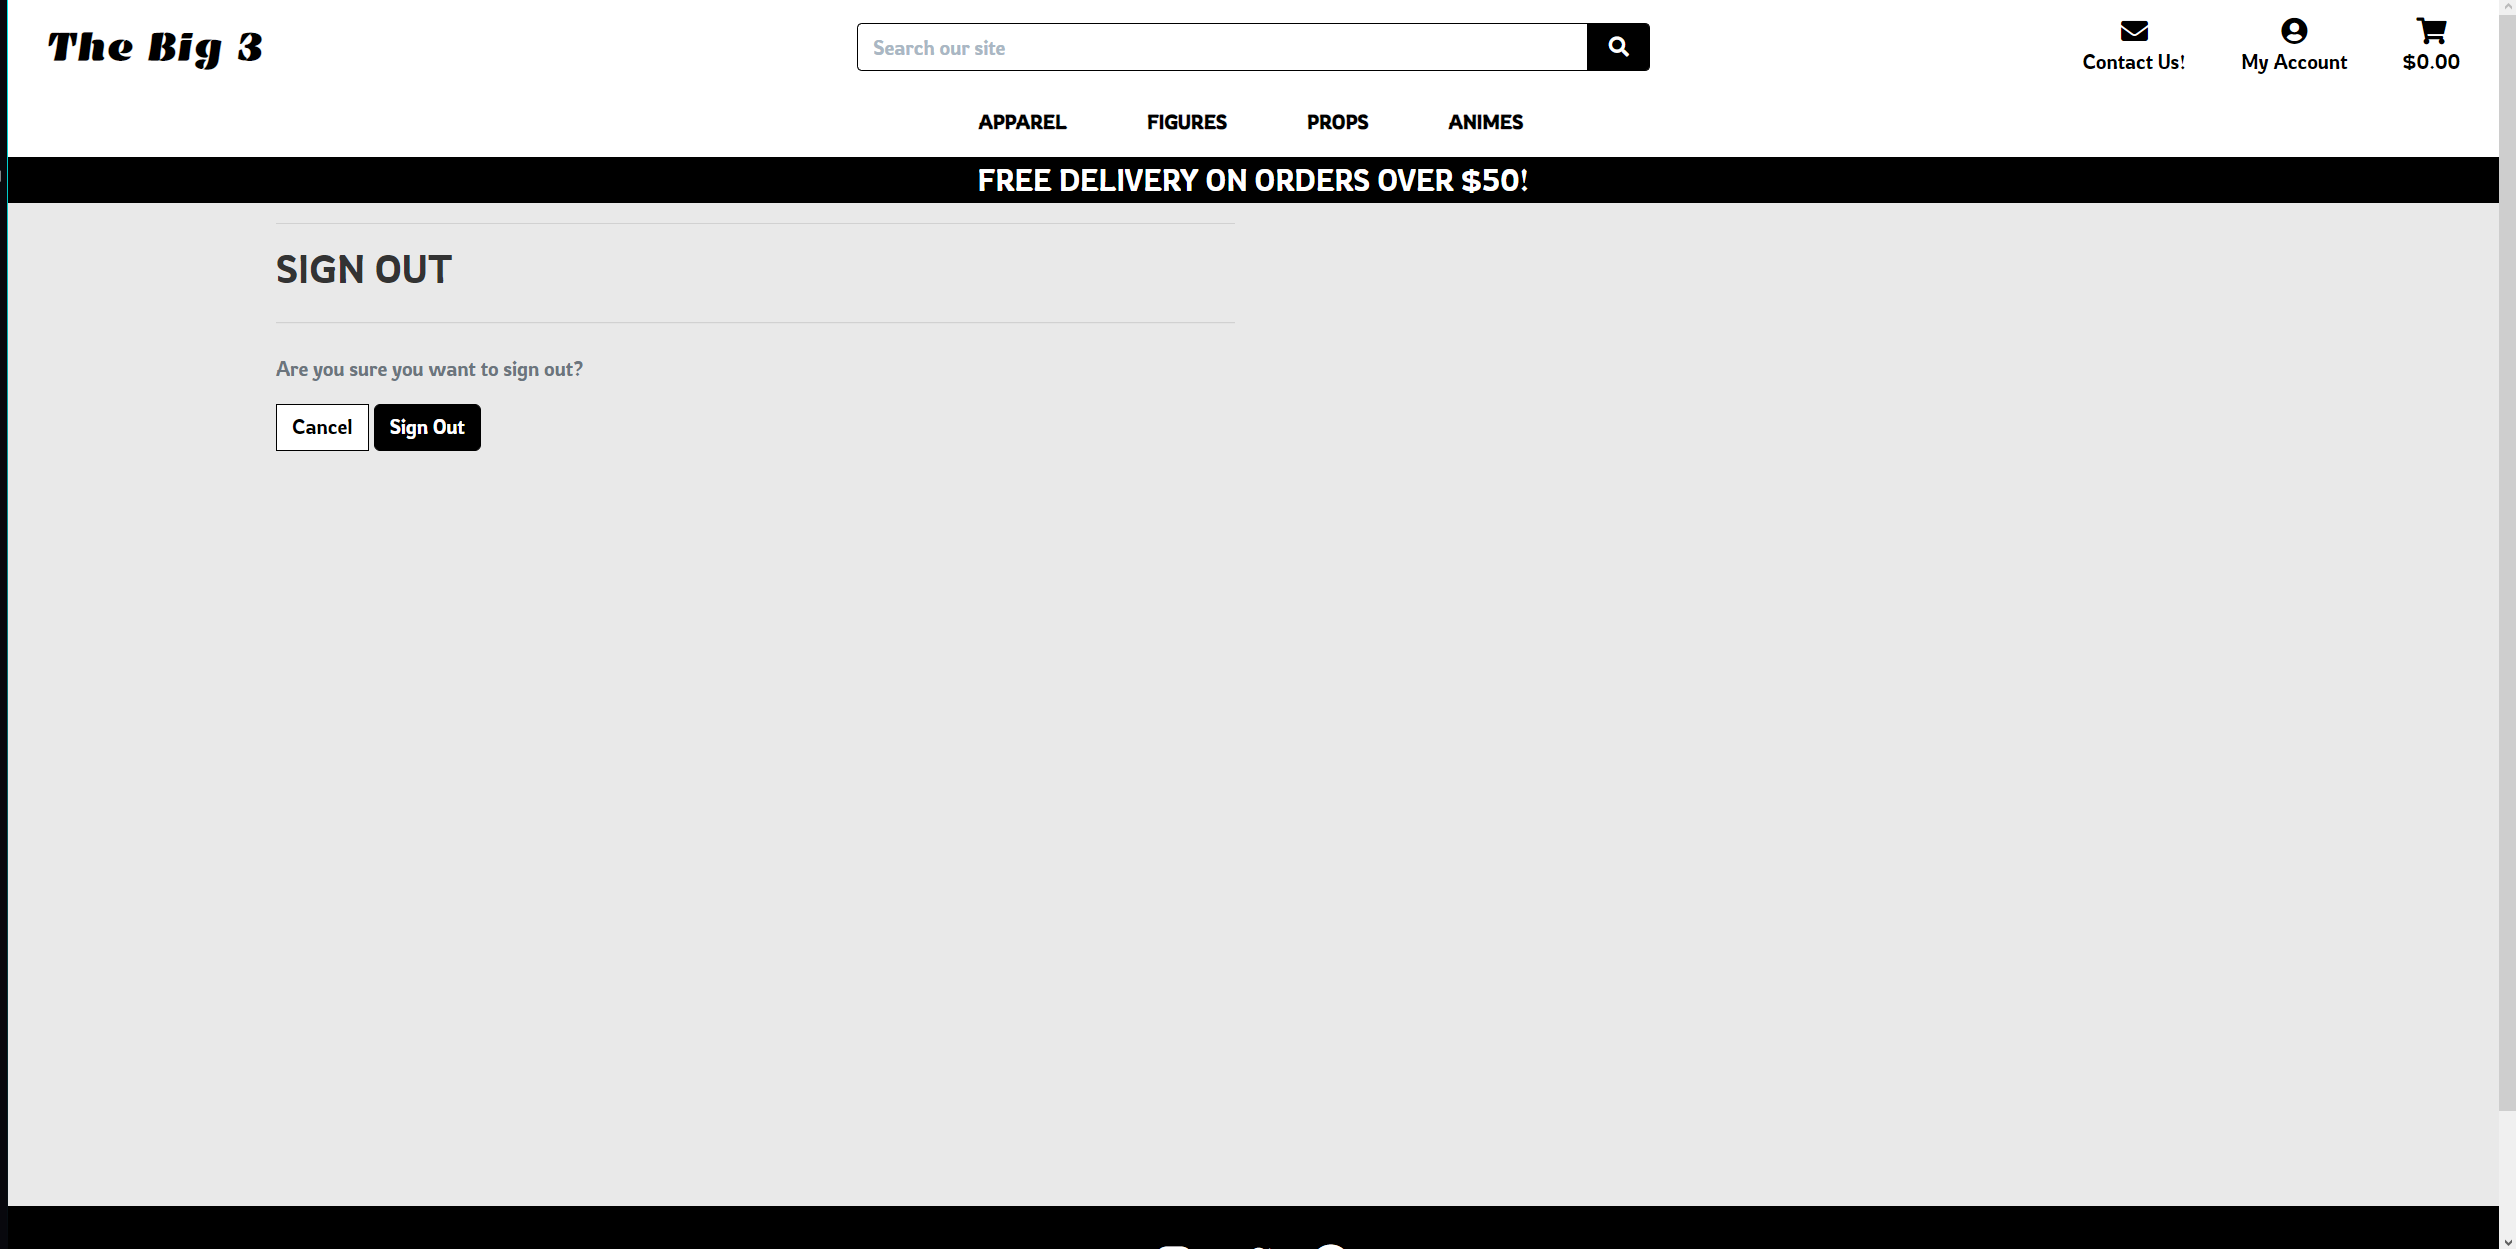 The Big 3
Search our site
Contact Us!
My Account
$0.00
APPAREL FIGURES PROPS ANIMES
FREE DELIVERY ON ORDERS OVER $50!
SIGN OUT
Are you sure you want to sign out?
Cancel Sign Out